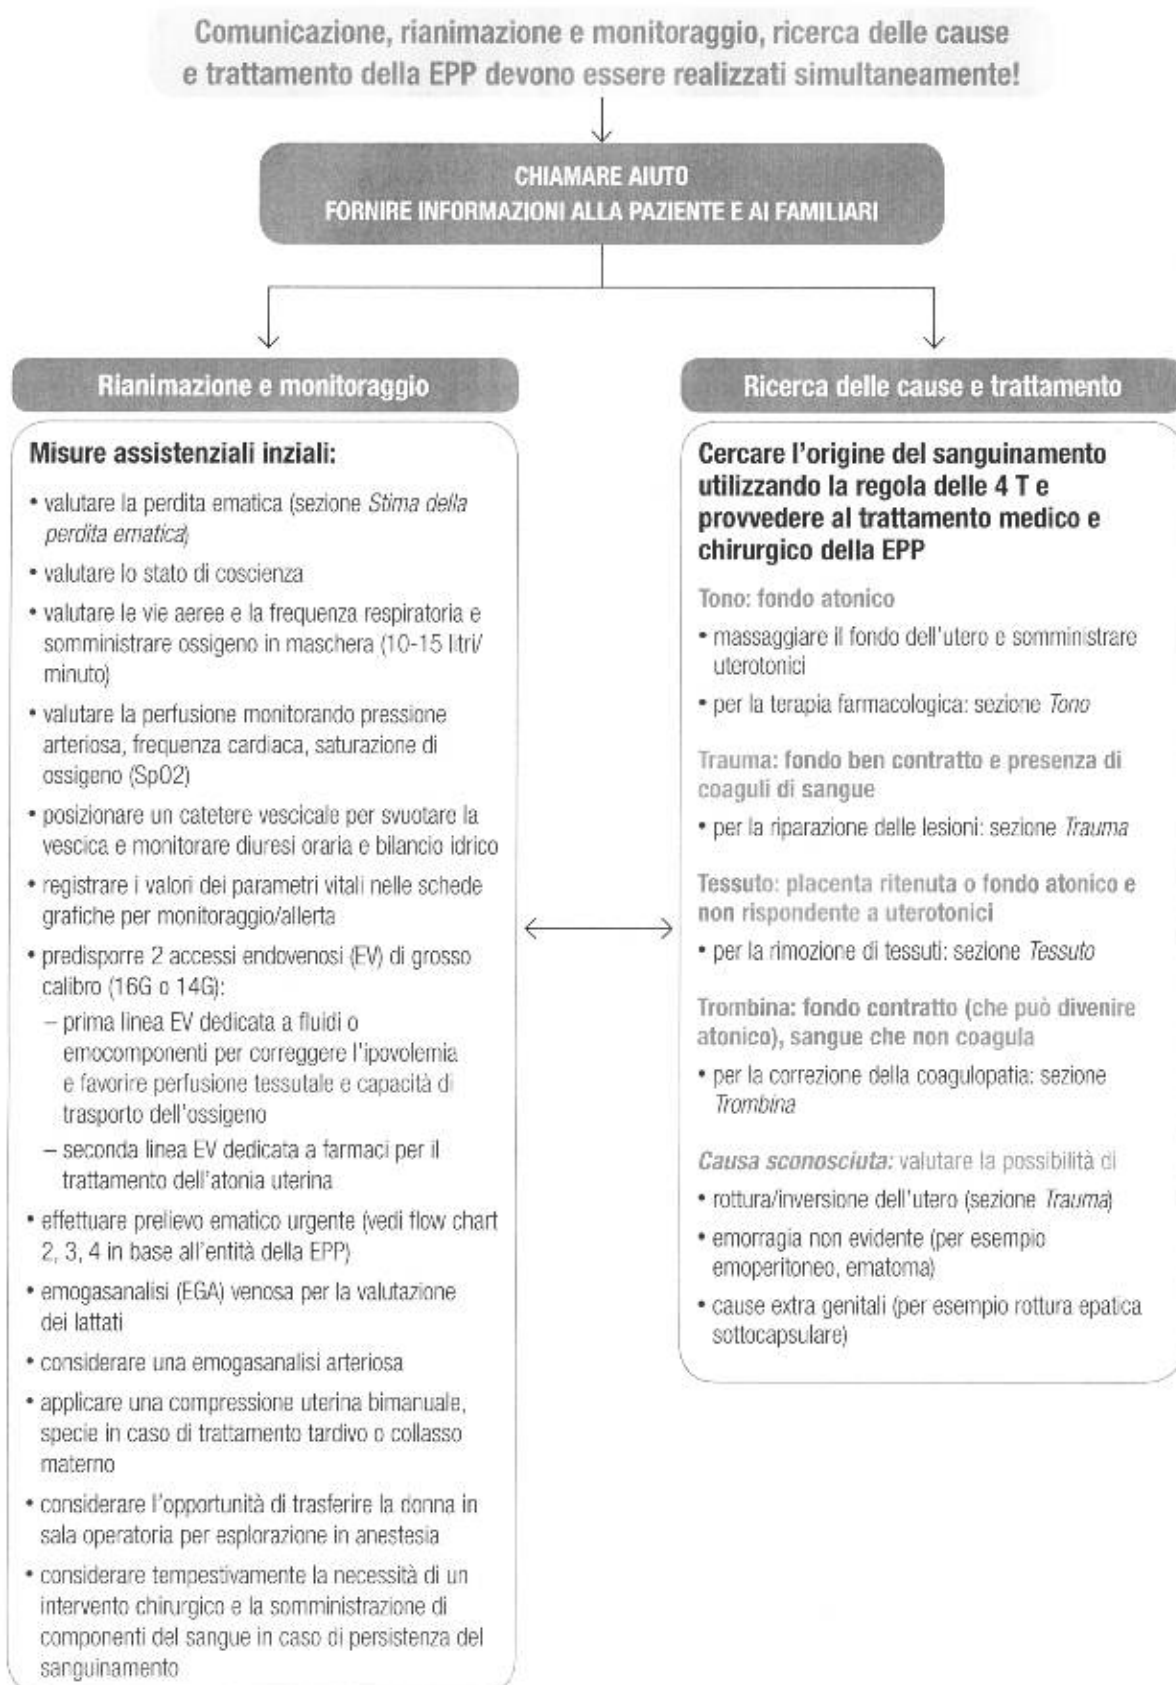 Comunicazione, rianimazione e monitoraggio, ricerca delle cause
e trattamento della EPP devono essere realizzati simultaneamente!
CHIAMARE AIUTO
FORNIRE INFORMAZIONI ALLA PAZIENTE E AI FAMILIARI
Rianimazione e monitoraggio
Misure assistenziali inziali:
• valutare la perdita ematica (sezione Stima della
perdita ematica)
• valutare lo stato di coscienza
• valutare le vie aeree e la frequenza respiratoria e
somministrare ossigeno in maschera (10-15 litri/
minuto)
• valutare la perfusione monitorando pressione
arteriosa, frequenza cardiaca, saturazione di
ossigeno (SpO2)
• posizionare un catetere vescicale per svuotare la
vescica e monitorare diuresi oraria e bilancio idrico
• registrare i valori dei parametri vitali nelle schede
grafiche per monitoraggio/allerta
• predisporre 2 accessi endovenosi (EV) di grosso
calibro (16G o 14G):
– prima linea EV dedicata a fluidi o
emocomponenti per correggere l'ipovolemia
e favorire perfusione tessutale e capacità di
trasporto dell'ossigeno
– seconda linea EV dedicata a farmaci per il
trattamento dell'atonia uterina
• effettuare prelievo ematico urgente (vedi flow chart
2, 3, 4 in base all'entità della EPP)
• emogasanalisi (EGA) venosa per la valutazione
dei lattati
• considerare una emogasanalisi arteriosa
• applicare una compressione uterina bimanuale,
specie in caso di trattamento tardivo o collasso
materno
• considerare l'opportunità di trasferire la donna in
sala operatoria per esplorazione in anestesia
• considerare tempestivamente la necessità di un
intervento chirurgico e la somministrazione di
componenti del sangue in caso di persistenza del
sanguinamento
Ricerca delle cause e trattamento
Cercare l'origine del sanguinamento
utilizzando la regola delle 4 T e
provvedere al trattamento medico e
chirurgico della EPP
Tono: fondo atonico
• massaggiare il fondo dell'utero e somministrare
uterotonici
• per la terapia farmacologica: sezione Tono
Trauma: fondo ben contratto e presenza di
coaguli di sangue
• per la riparazione delle lesioni: sezione Trauma
Tessuto: placenta ritenuta o fondo atonico e
non rispondente a uterotonici
• per la rimozione di tessuti: sezione Tessuto
Trombina: fondo contratto (che può divenire
atonico), sangue che non coagula
• per la correzione della coagulopatia: sezione
Trombina
Causa sconosciuta: valutare la possibilità di
• rottura/inversione dell'utero (sezione Trauma)
• emorragia non evidente (per esempio
emoperitoneo, ematoma)
• cause extra genitali (per esempio rottura epatica
sottocapsulare)